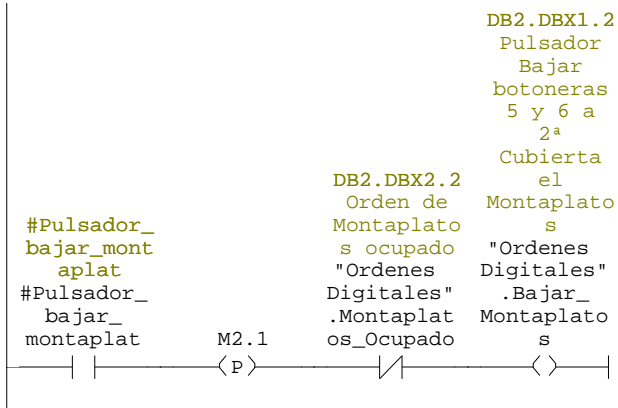 DB2.DBX1.2
Pulsador
Bajar
botoneras
5 y 6 a
2ª
Cubierta
el
Montaplato
s
"Ordenes
Digitales"
.Bajar_
Montaplato
s
DB2.DBX2.2
Orden de
Montaplato
s ocupado
"Ordenes
Digitales"
.Montaplat
os_Ocupado
#Pulsador_
bajar_mont
aplat
#Pulsador_
bajar_
montaplat
M2.1
P